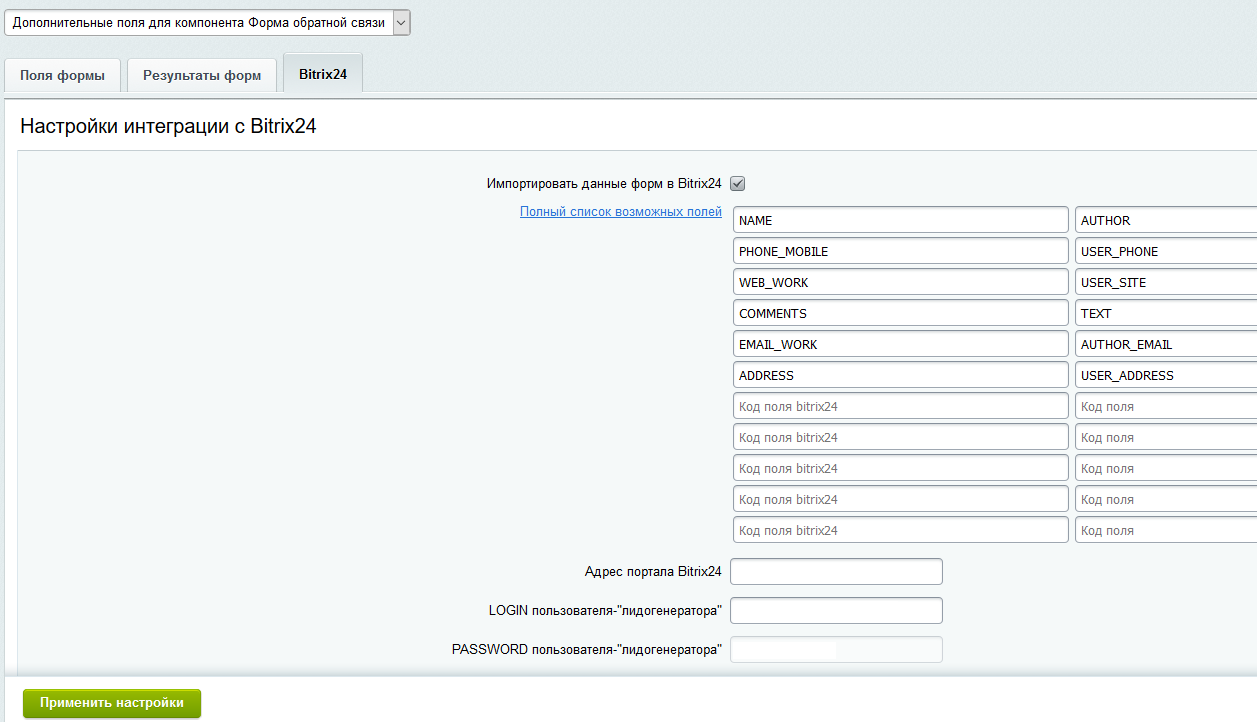 Дополнительные поля для компонента Форма обратной связи
Поля формы Результаты форм Bitrix24
Настройки интеграции с Bitrix24
Импортировать данные форм в Bitrix24
Полный список возможных полей NAME AUTHOR
PHONE_MOBILE USER_PHONE
WEB_WORK USER_SITE
COMMENTS TEXT
EMAIL_WORK AUTHOR_EMAIL
ADDRESS USER_ADDRESS
Код поля bitrix24 Код поля
Код поля bitrix24 Код поля
Код поля bitrix24 Код поля
Код поля bitrix24 Код поля
Код поля bitrix24 Код поля
Адрес портала Bitrix24
LOGIN пользователя-"лидогенератора"
PASSWORD пользователя-"лидогенератора"
Применить настройки